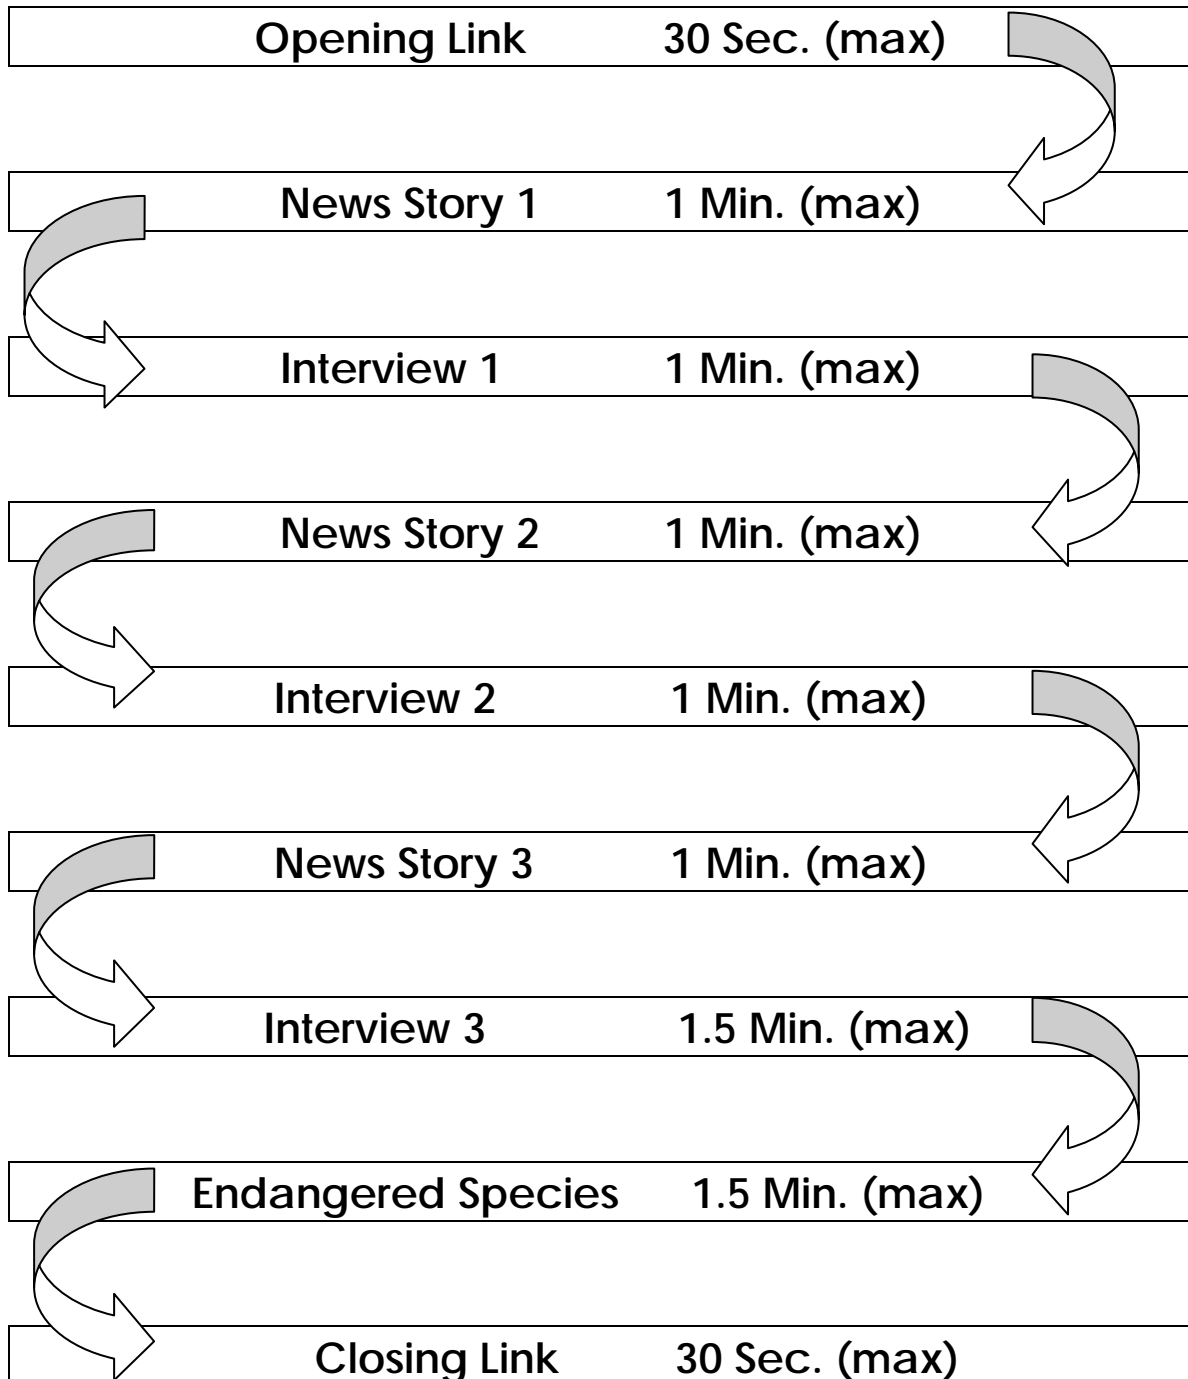 Opening Link 30 Sec. (max)
News Story 1 1 Min. (max)
Interview 1 1 Min. (max)
News Story 2 1 Min. (max)
Interview 2 1 Min. (max)
News Story 3 1 Min. (max)
Interview 3 1.5 Min. (max)
Endangered Species 1.5 Min. (max)
Closing Link 30 Sec. (max)